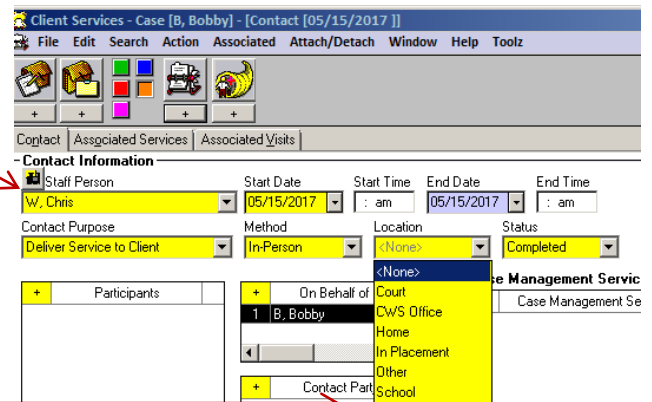 Client Services - Case [B, Bobby] - [Contact [05/15/2017 ]]
File Edit Search Action Associated Attach/Detach Window Help Toolz
+ + + +
Contact Associated Services Associated Visits
Contact Information
Staff Person Start Date Start Time End Date End Time
W, Chris 05/15/2017 : am 05/15/2017 : am
Contact Purpose Method Location Status
Deliver Service to Client In-Person <None> Completed
<None>
Court
CWS Office
Home
In Placement
Other
School
se Management Servic
+ Participants + On Behalf of Case Management Se
1 B, Bobby
+ Contact Part